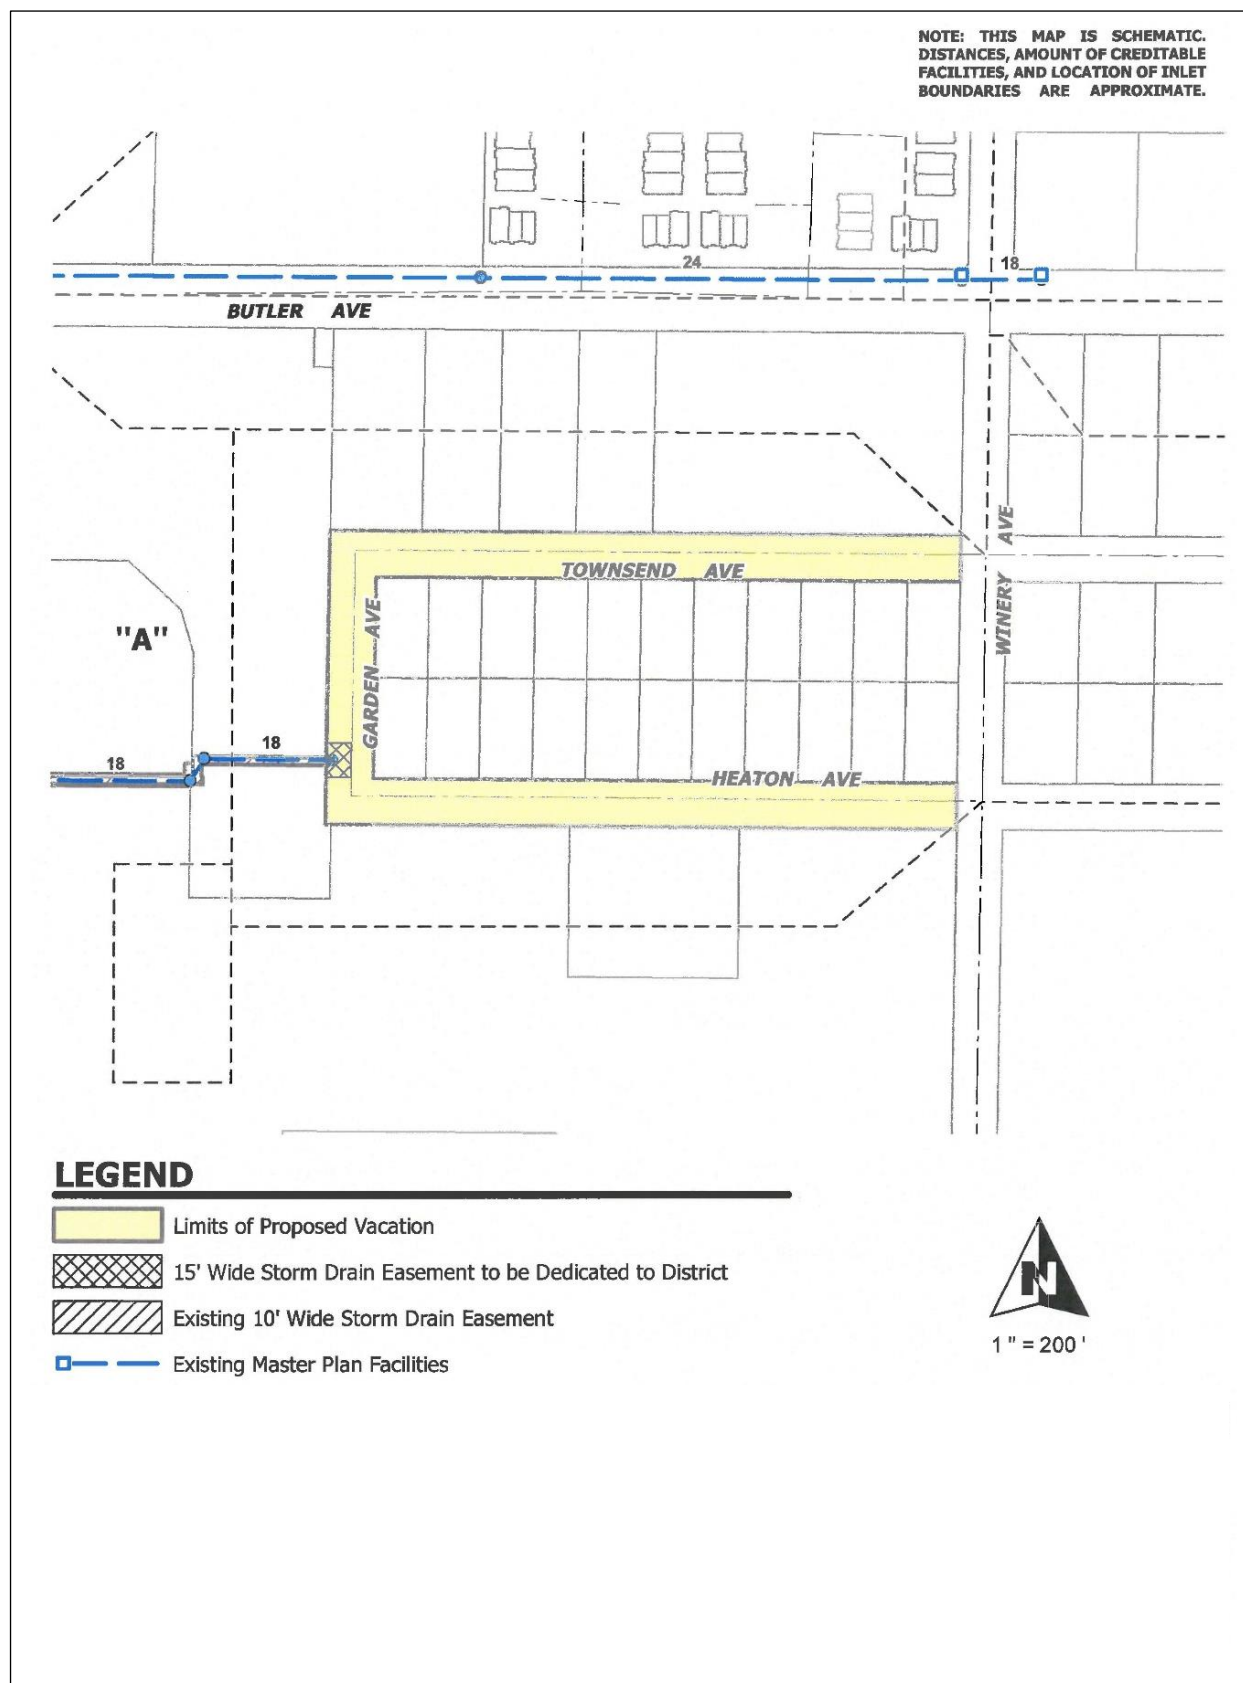 NOTE: THIS MAP IS SCHEMATIC.
DISTANCES, AMOUNT OF CREDITABLE
FACILITIES, AND LOCATION OF INLET
BOUNDARIES ARE APPROXIMATE.
24
18
BUTLER AVE
WINERY AVE
TOWNSEND AVE
"A"
GARDEN AVE
18
18
HEATON AVE
LEGEND
Limits of Proposed Vacation
15' Wide Storm Drain Easement to be Dedicated to District
Existing 10' Wide Storm Drain Easement
Existing Master Plan Facilities
N
1 " = 200 '